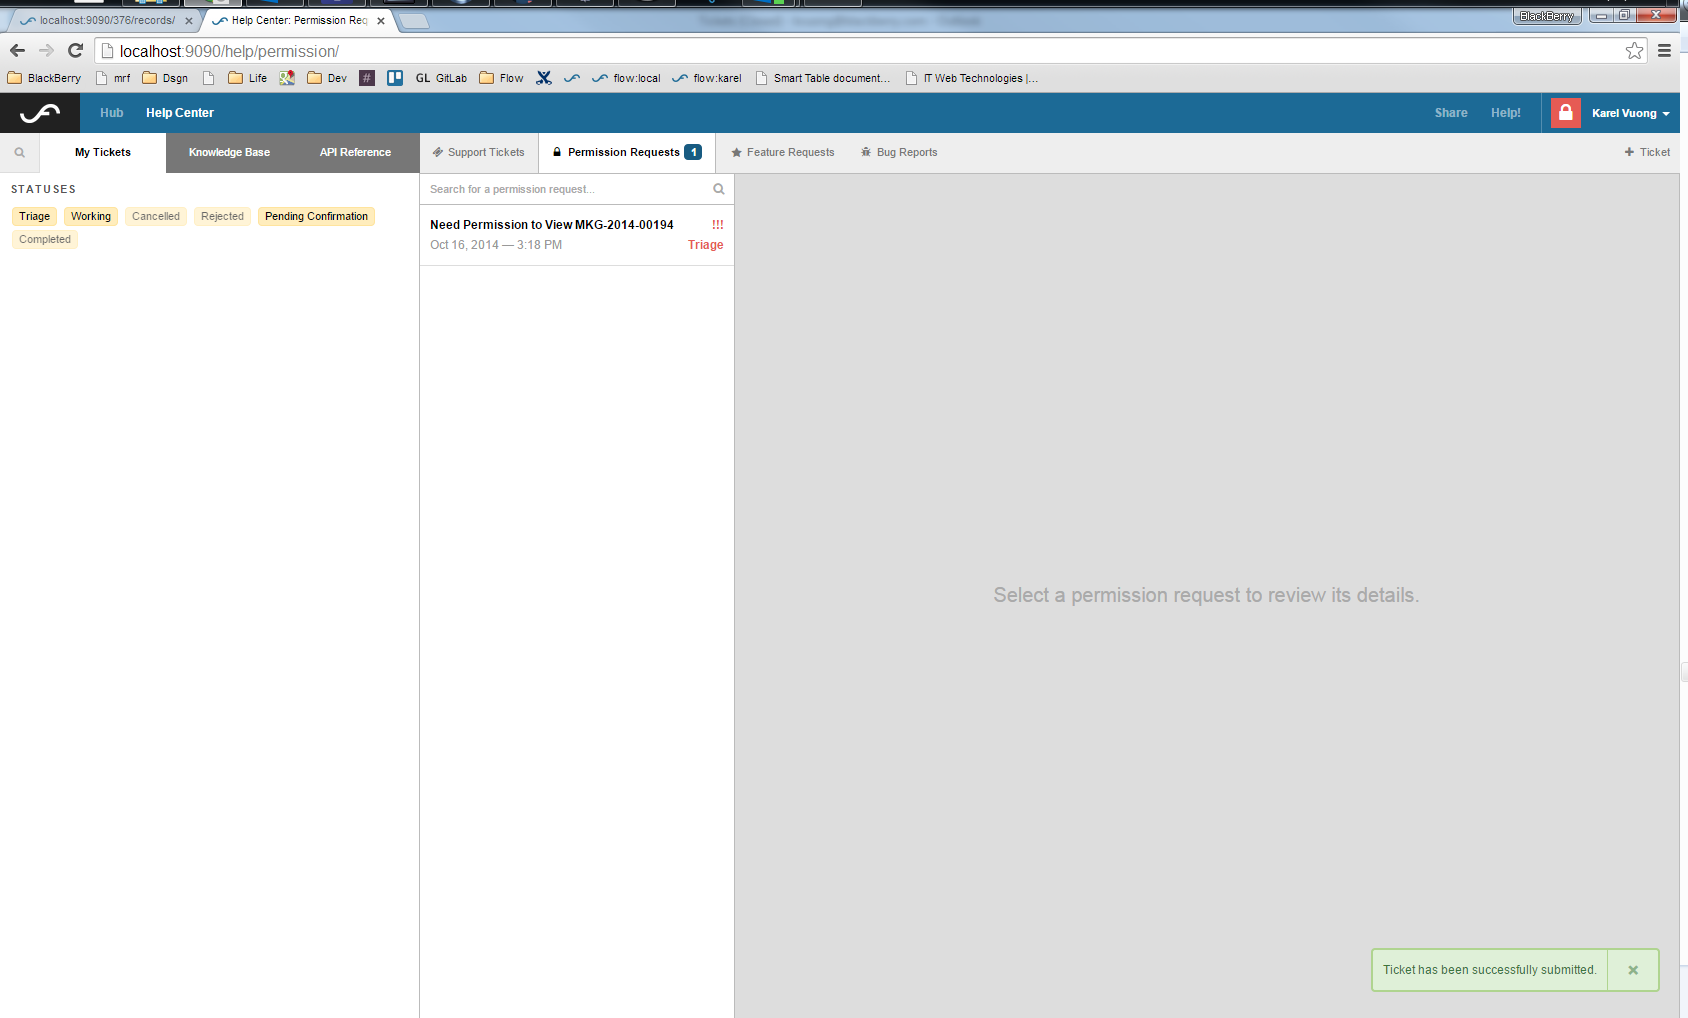 BlackBerry
localhost:9090/376/records/
Help Center: Permission Req
localhost:9090/help/permission/
BlackBerry mrf Dsgn Life Dev # GL GitLab Flow flow:local flow:karel Smart Table document... IT Web Technologies |...
Hub Help Center Share Help! Karel Vuong
My Tickets Knowledge Base API Reference Support Tickets Permission Requests 1 Feature Requests Bug Reports + Ticket
STATUSES
Search for a permission request...
Triage Working Cancelled Rejected Pending Confirmation
Completed
Need Permission to View MKG-2014-00194 !!!
Oct 16, 2014 — 3:18 PM Triage
Select a permission request to review its details.
Ticket has been successfully submitted.